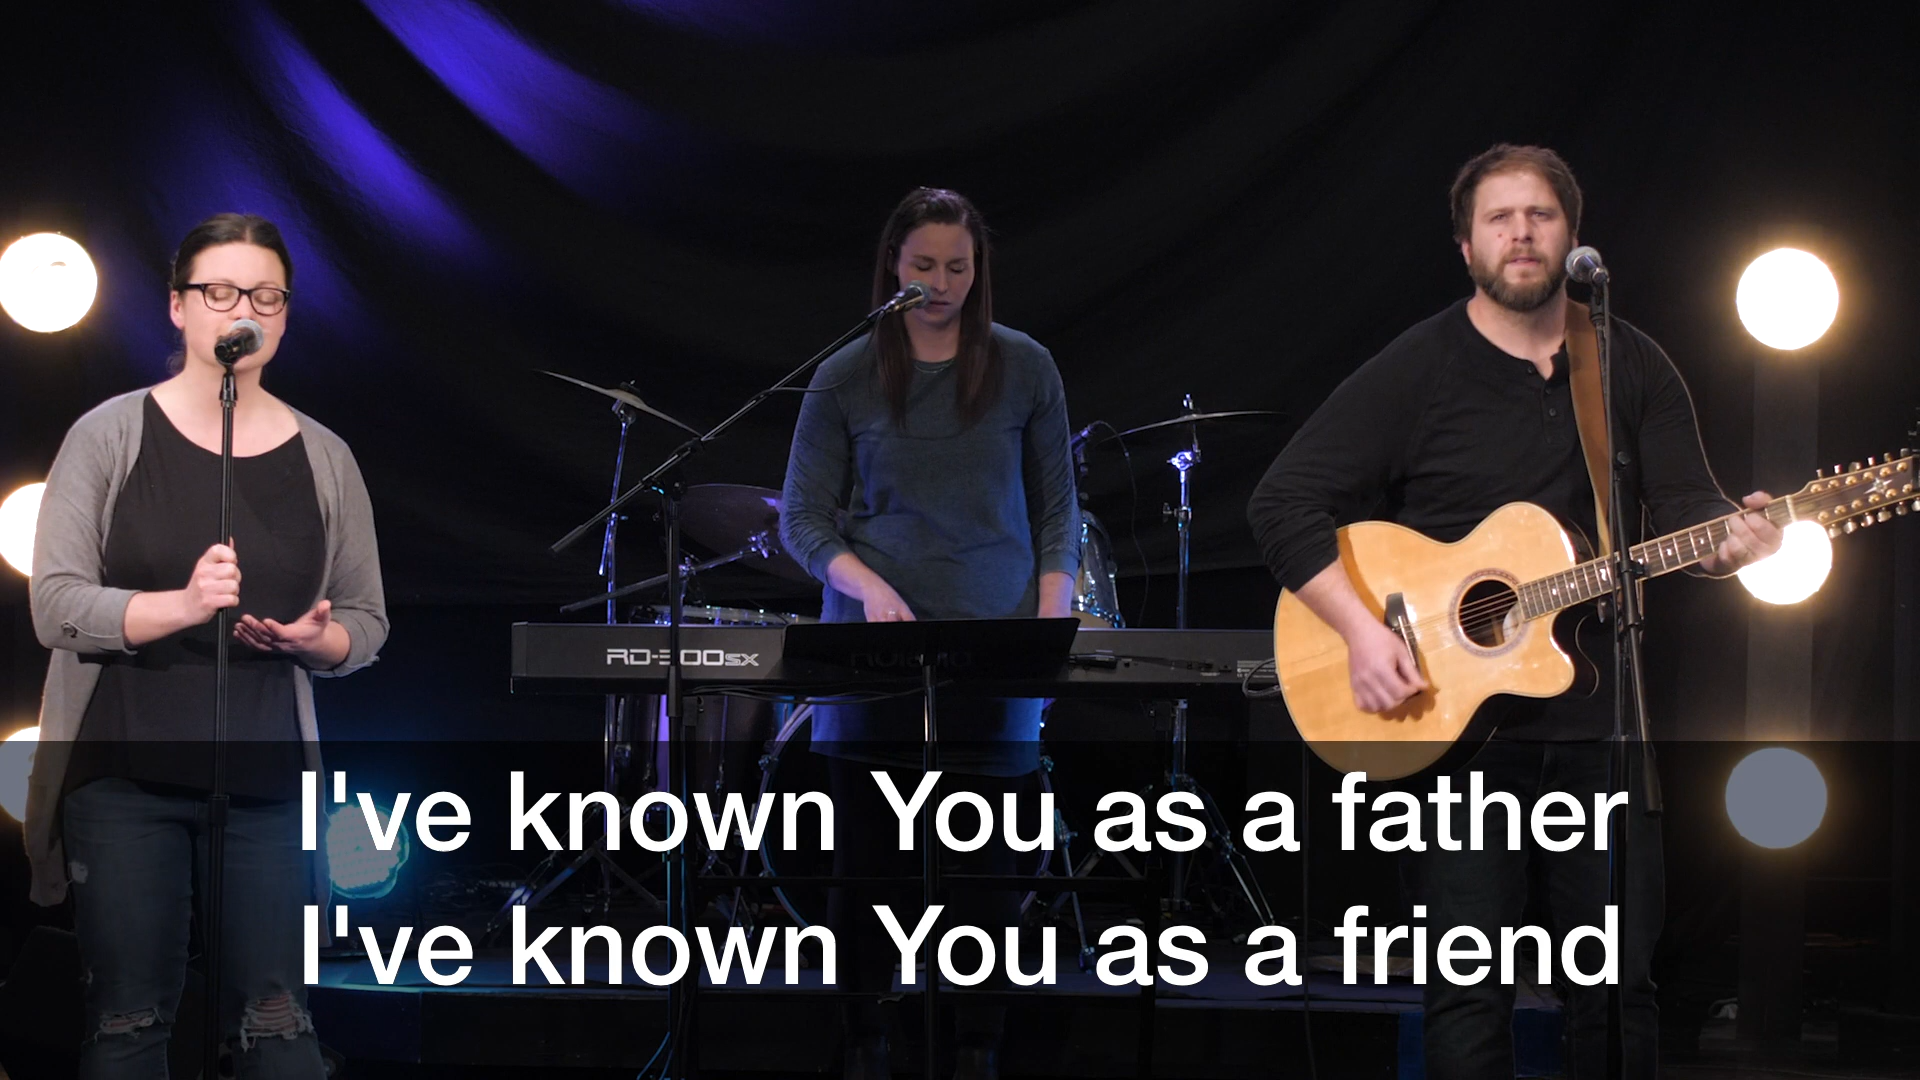 RD-300SX
I've known You as a father
I've known You as a friend